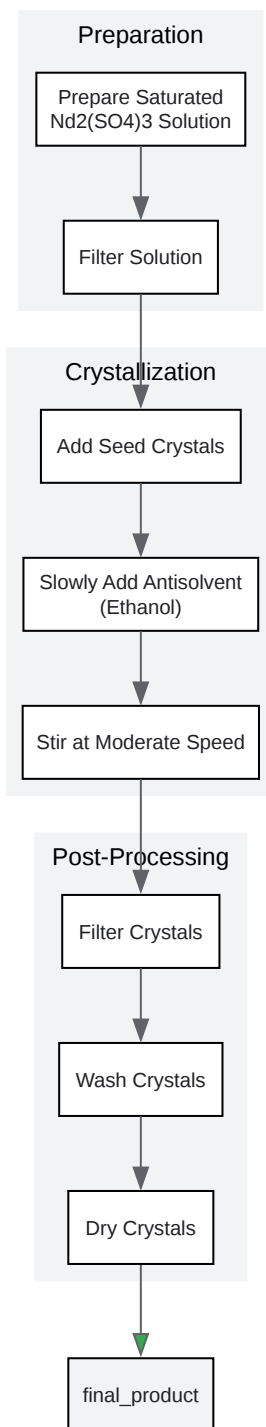 Preparation
Prepare Saturated
Nd2(SO4)3 Solution
Filter Solution
Crystallization
Add Seed Crystals
Slowly Add Antisolvent
(Ethanol)
Stir at Moderate Speed
Post-Processing
Filter Crystals
Wash Crystals
Dry Crystals
final_product